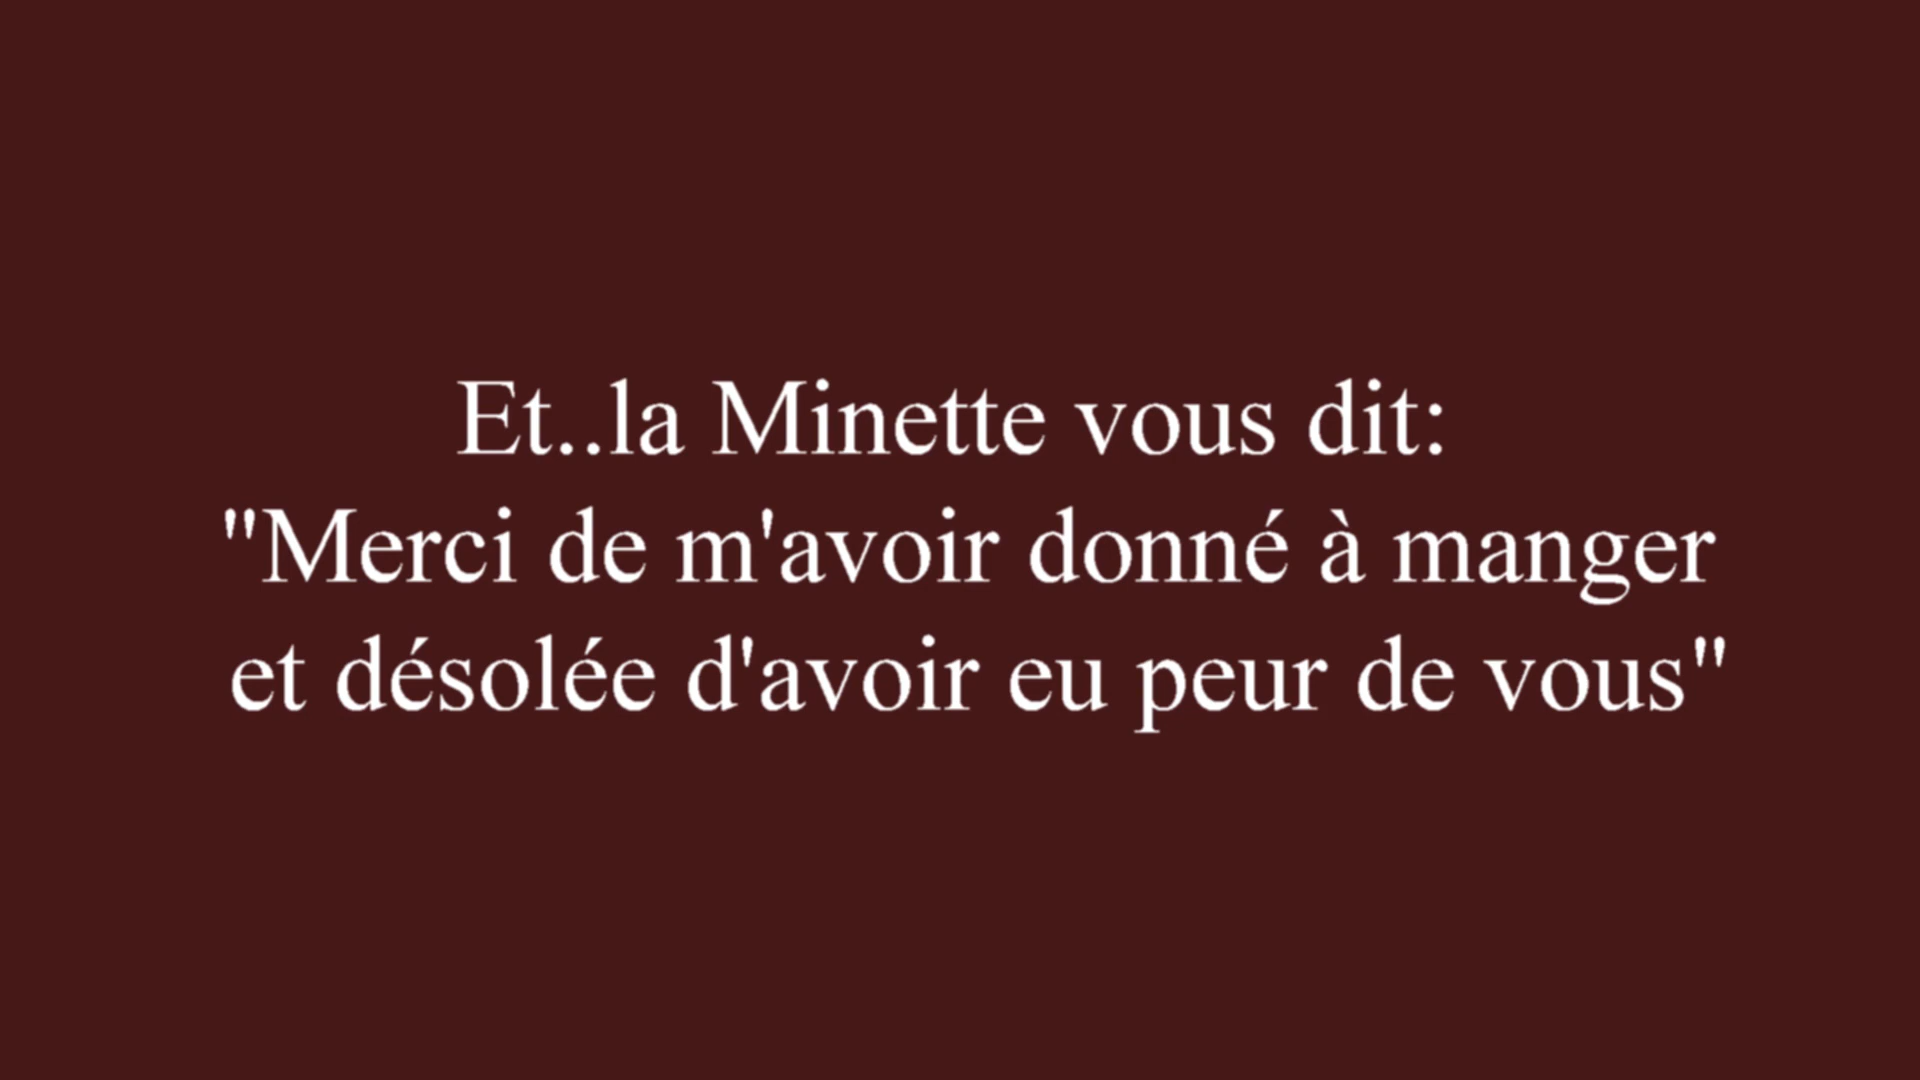 Et..la Minette vous dit:
"Merci de m'avoir donné à manger
et désolée d'avoir eu peur de vous"